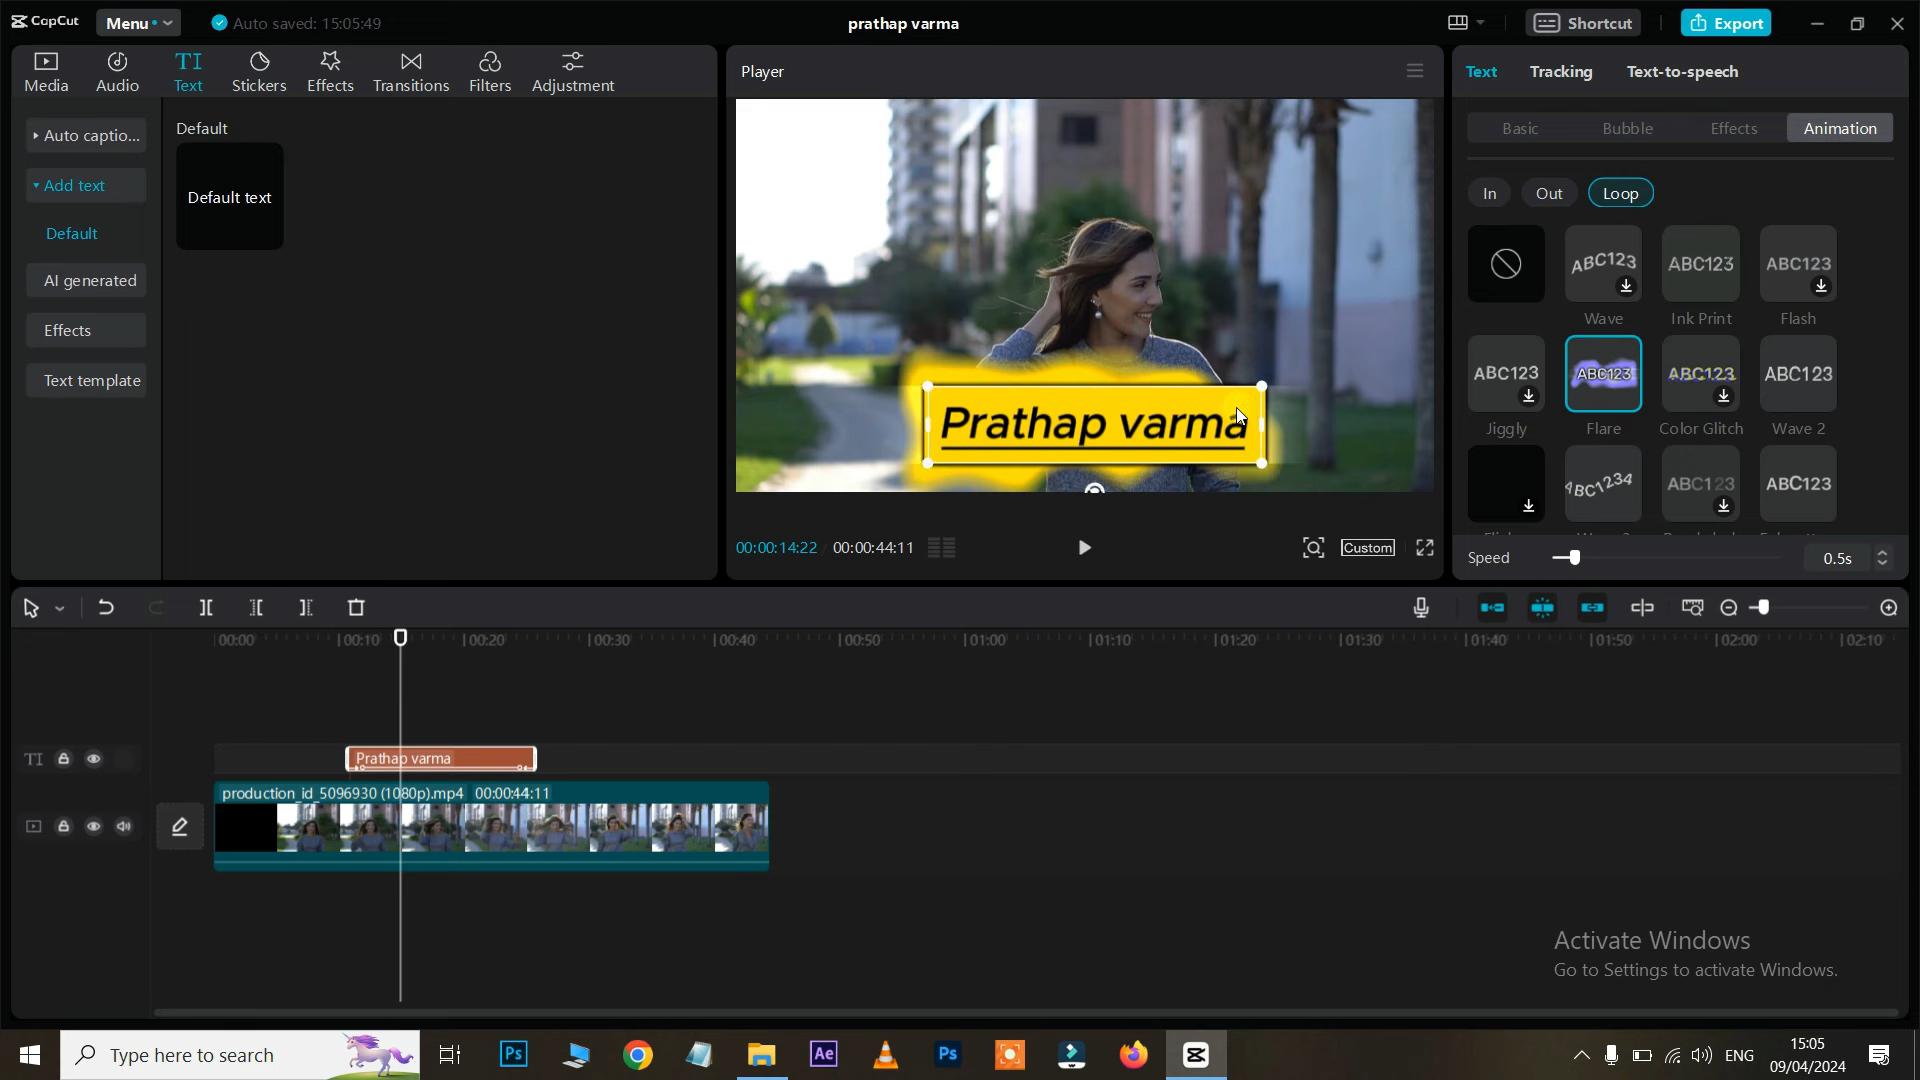 CapCut
Menu
Auto saved: 15:05:49
prathap varma
Shortcut
Export
Media
Audio
Text
Stickers
Effects
Transitions
Filters
Adjustment
Auto captio...
Add text
Default
AI generated
Effects
Text template
Default
Default text
Player
Prathap varma
00:00:14:22
00:00:44:11
Custom
Text
Tracking
Text-to-speech
Basic
Bubble
Effects
Animation
In
Out
Loop
ABC123
ABC123
ABC123
Wave
Ink Print
Flash
ABC123
ABC123
ABC123
ABC123
Jiggly
Flare
Color Glitch
Wave 2
ABC1234
ABC123
ABC123
Speed
0.5s
00:00
00:10
00:20
00:30
00:40
00:50
01:00
01:10
01:20
01:30
01:40
01:50
02:00
02:10
TI
Prathap varma
production_id_5096930 (1080p).mp4 00:00:44:11
Activate Windows
Go to Settings to activate Windows.
Type here to search
Ps
Ae
Ps
ENG
15:05
09/04/2024